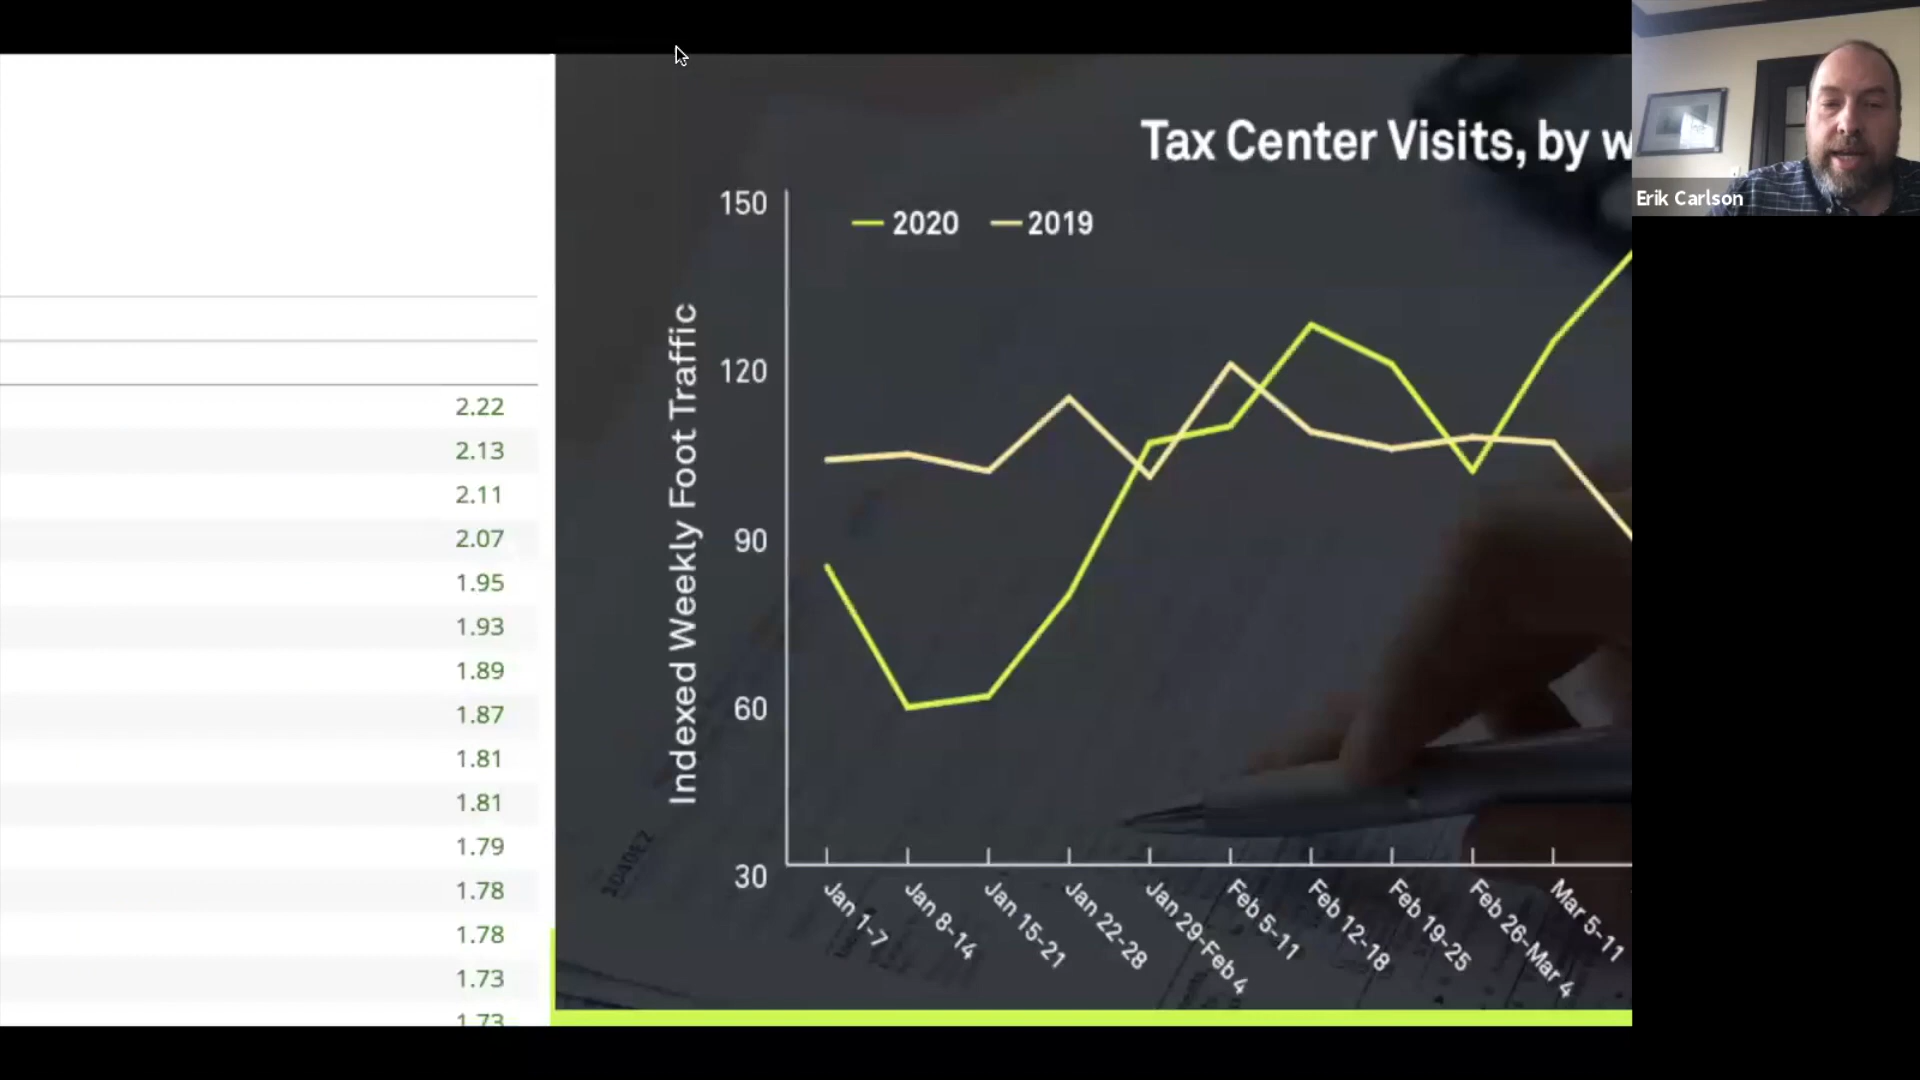 Tax Center Visits, by w
Erik Carlson
2020
2019
Indexed Weekly Foot Traffic
150
120
90
60
30
Jan 1-7
Jan 8-14
Jan 15-21
Jan 22-28
Jan 29-Feb 4
Feb 5-11
Feb 12-18
Feb 19-25
Feb 26-Mar 4
Mar 5-11
2.22
2.13
2.11
2.07
1.95
1.93
1.89
1.87
1.81
1.81
1.79
1.78
1.78
1.73
1.73
1040EZ